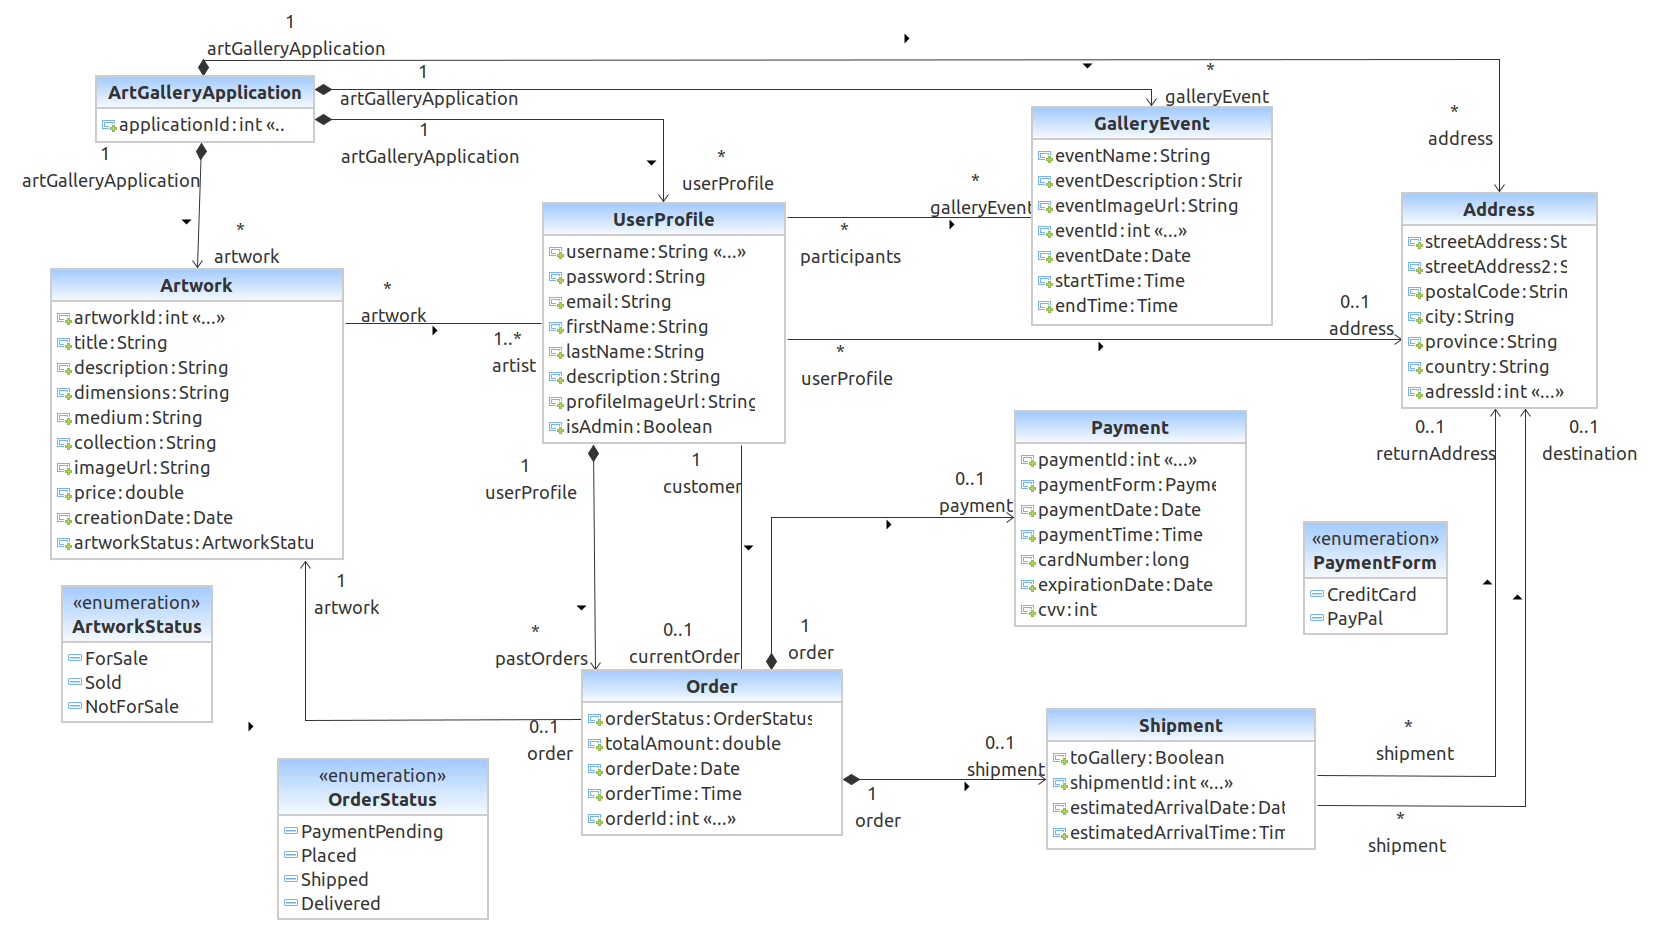 1
artGalleryApplication
ArtGalleryApplication
applicationId:int «..
1
artGalleryApplication
*
galleryEvent
1
artGalleryApplication
*
userProfile
1
artGalleryApplication
*
artwork
*
address
GalleryEvent
eventName:String
eventDescription:Strir
eventImageUrl:String
eventId:int «...»
eventDate:Date
startTime:Time
endTime:Time
*
galleryEvent
*
participants
UserProfile
username:String «...»
password:String
email:String
firstName:String
lastName:String
description:String
profileImageUrl:String
isAdmin:Boolean
Address
streetAddress:St
streetAddress2:S
postalCode:Strin
city:String
province:String
country:String
adressId:int «...»
Artwork
artworkId:int «...»
title:String
description:String
dimensions:String
medium:String
collection:String
imageUrl:String
price:double
creationDate:Date
artworkStatus:ArtworkStatu
*
artwork
1..*
artist
*
userProfile
0..1
address
Payment
paymentId:int «...»
paymentForm:Payme
paymentDate:Date
paymentTime:Time
cardNumber:long
expirationDate:Date
cvv:int
0..1
returnAddress
0..1
destination
1
userProfile
1
customer
0..1
payment
«enumeration»
PaymentForm
CreditCard
PayPal
1
artwork
«enumeration»
ArtworkStatus
ForSale
Sold
NotForSale
*
pastOrders
0..1
currentOrder
1
order
Order
orderStatus:OrderStatus
totalAmount:double
orderDate:Date
orderTime:Time
orderId:int «...»
0..1
order
0..1
shipment
1
order
Shipment
toGallery:Boolean
shipmentId:int «...»
estimatedArrivalDate:Dat
estimatedArrivalTime:Tim
*
shipment
*
shipment
«enumeration»
OrderStatus
PaymentPending
Placed
Shipped
Delivered